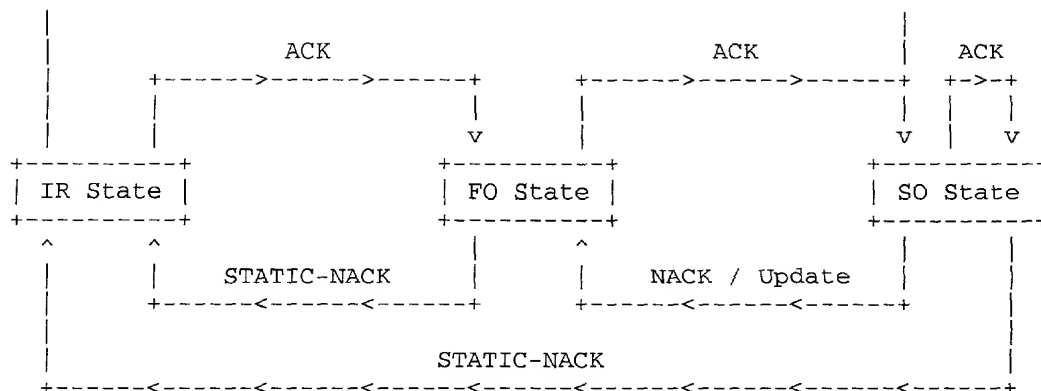 ACK ACK ACK
IR State FO State SO State
STATIC-NACK NACK / Update
STATIC-NACK